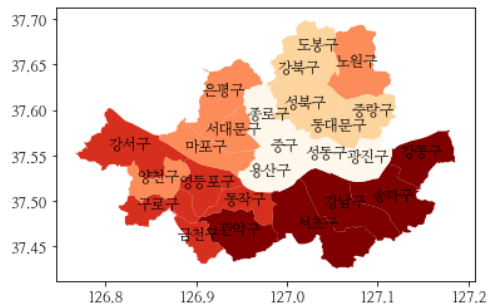 37.70
37.65
37.60
37.55
37.50
37.45
도봉구
노원구
강북구
은평구
성북구
중랑구
종로구
동대문구
서대문구
강서구
마포구
중구
성동구
광진구
강동구
용산구
양천구
영등포구
동작구
송파구
구로구
강남구
서초구
금천구
관악구
126.8
126.9
127.0
127.1
127.2